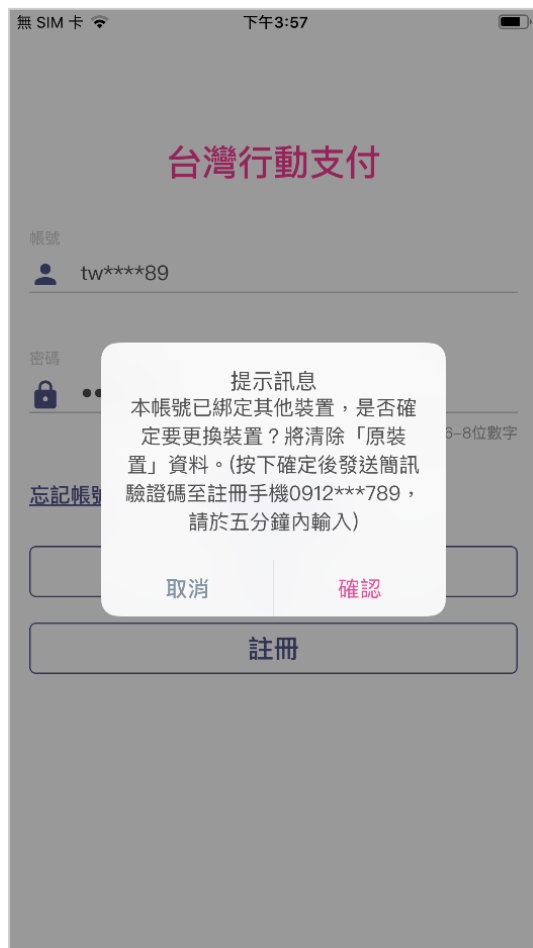 無 SIM 卡
下午3:57
台灣行動支付
帳號
tw****89
密碼
提示訊息
本帳號已綁定其他裝置，是否確
定要更換裝置？將清除「原裝
置」資料。(按下確定後發送簡訊
驗證碼至註冊手機0912***789，
請於五分鐘內輸入)
6-8位數字
忘記帳號
取消
確認
註冊